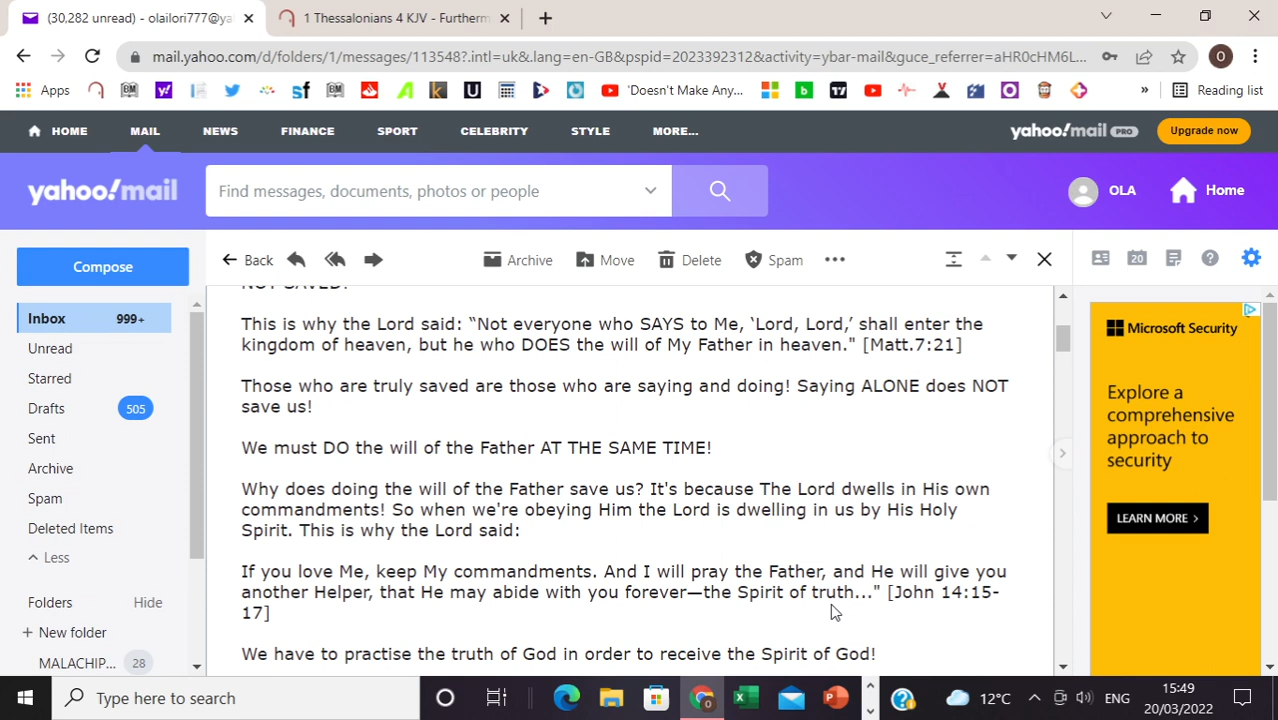 (30,282 unread) - olailori777@ya
1 Thessalonians 4 KJV - Furtherm
mail.yahoo.com/d/folders/1/messages/113548?.intl=uk&.lang=en-GB&pspid=2023392312&activity=ybar-mail&guce_referrer=aHR0cHM6L...
O
Apps
'Doesn't Make Any...
»
Reading list
HOME
MAIL
NEWS
FINANCE
SPORT
CELEBRITY
STYLE
MORE...
yahoo!mail PRO
Upgrade now
yahoo!mail
Find messages, documents, photos or people
OLA
Home
Compose
Back
Archive
Move
Delete
Spam
20
Inbox 999+
Unread
Starred
Drafts 505
Sent
Archive
Spam
Deleted Items
Less
Folders Hide
+ New folder
MALACHIP... 28
NOT SAVED!
This is why the Lord said: “Not everyone who SAYS to Me, ‘Lord, Lord,’ shall enter the
kingdom of heaven, but he who DOES the will of My Father in heaven." [Matt.7:21]
Those who are truly saved are those who are saying and doing! Saying ALONE does NOT
save us!
We must DO the will of the Father AT THE SAME TIME!
Why does doing the will of the Father save us? It's because The Lord dwells in His own
commandments! So when we're obeying Him the Lord is dwelling in us by His Holy
Spirit. This is why the Lord said:
If you love Me, keep My commandments. And I will pray the Father, and He will give you
another Helper, that He may abide with you forever—the Spirit of truth..." [John 14:15-
17]
We have to practise the truth of God in order to receive the Spirit of God!
Microsoft Security
Explore a
comprehensive
approach to
security
LEARN MORE >
Type here to search
12°C
ENG
15:49
20/03/2022